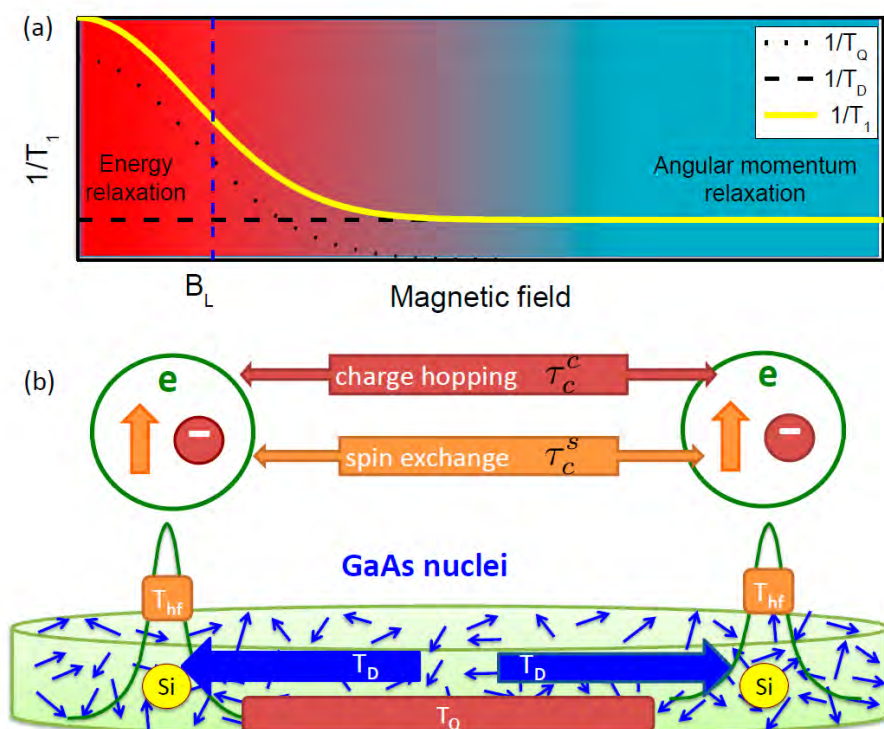 (a)
1/T_Q
1/T_D
1/T_1
1/T_1
Energy
relaxation
Angular momentum
relaxation
B_L
Magnetic field
(b)
e
e
charge hopping τ_c^c
spin exchange τ_c^s
GaAs nuclei
T_hf
T_hf
T_D
T_D
Si
Si
T_Q